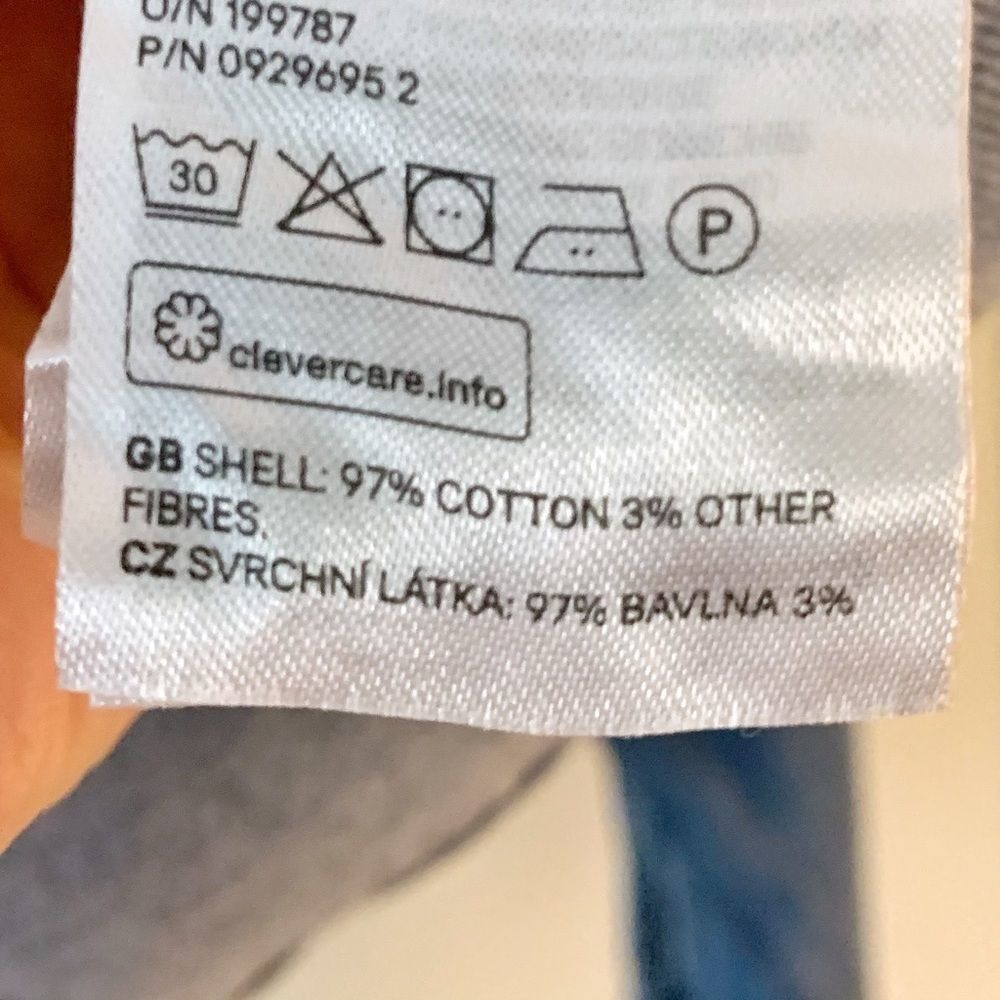 O/N 199787
P/N 0929695 2
30
P
clevercare.info
GB SHELL: 97% COTTON 3% OTHER
FIBRES.
CZ SVRCHNÍ LÁTKA: 97% BAVLNA 3%